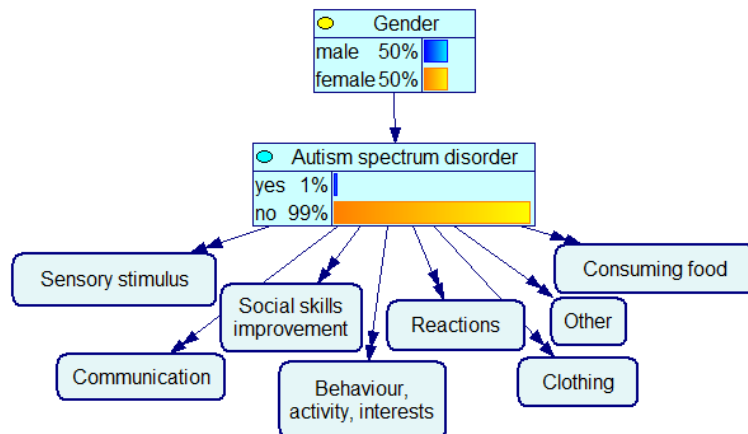 Gender
male 50%
female 50%
Autism spectrum disorder
yes 1%
no 99%
Sensory stimulus
Consuming food
Social skills
improvement
Reactions
Other
Communication
Behaviour,
activity, interests
Clothing